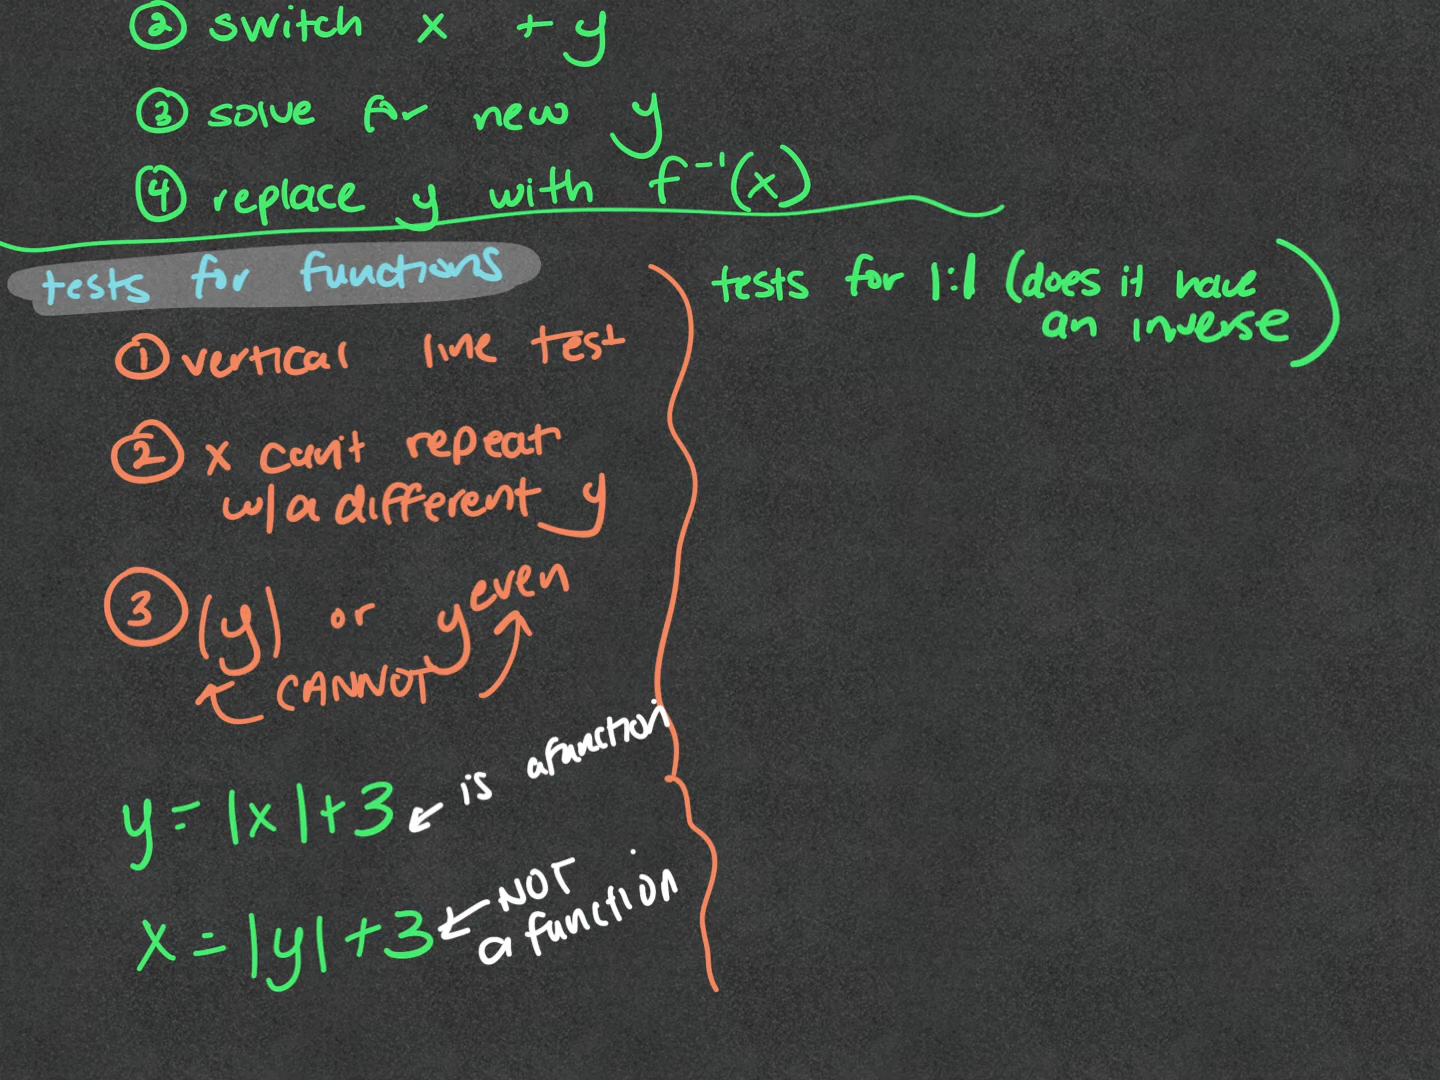 ② switch x + y
③ solve for new y
④ replace y with f⁻¹(x)
tests for functions
① vertical line test
② x can't repeat
w/a different y
③ |y| or y^even
CANNOT
y = |x| + 3 is a function
x = |y| + 3 NOT
a function
tests for 1:1 (does it have
an inverse)